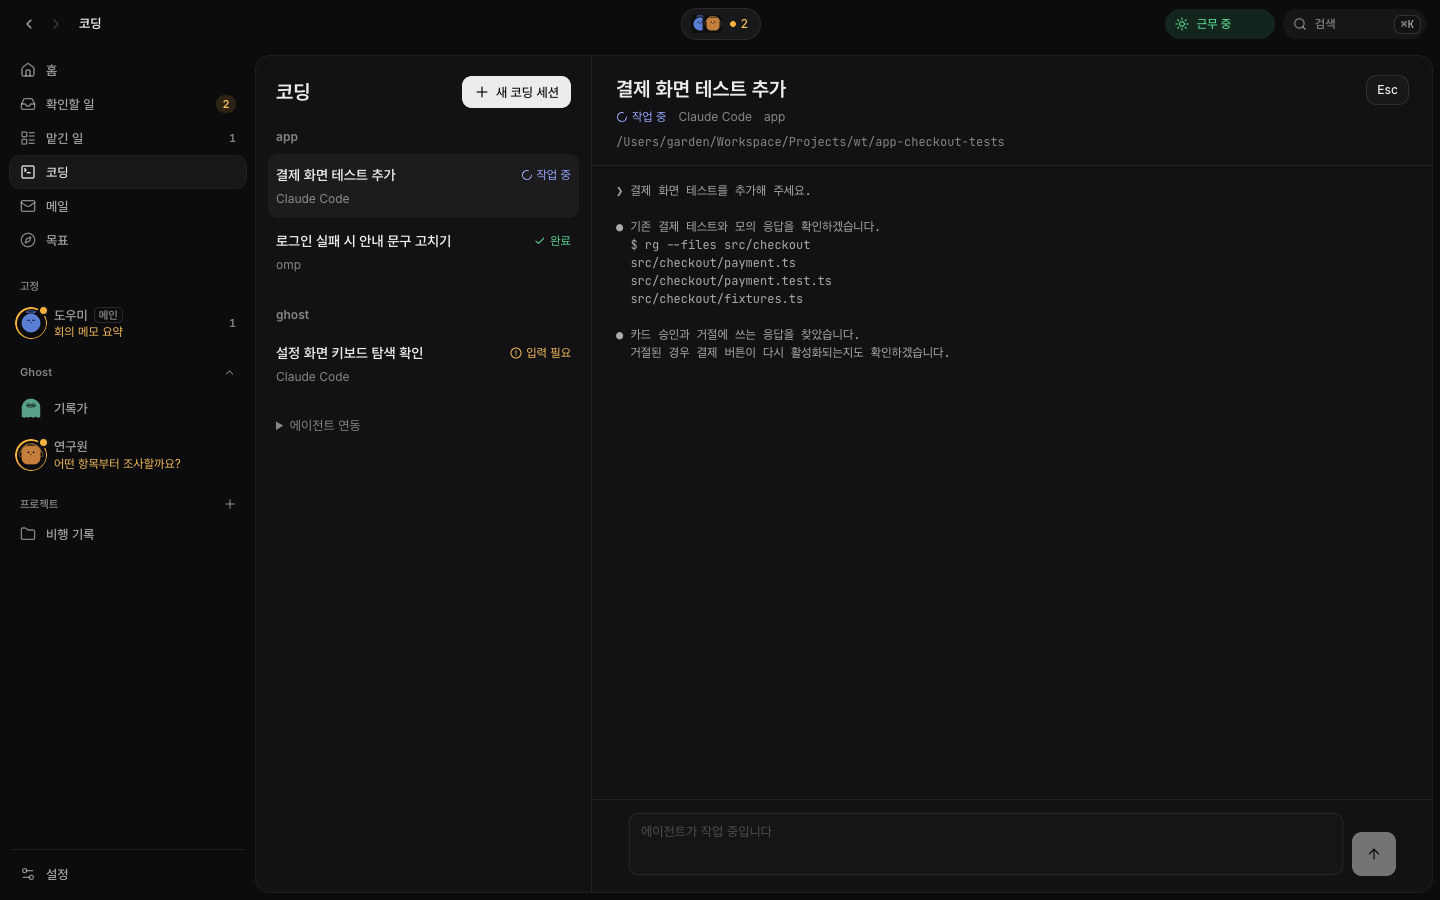 코딩
2
근무 중
검색
⌘K
홈
확인할 일
2
맡긴 일
1
코딩
메일
목표
고정
도우미
메인
회의 메모 요약
1
Ghost
기록가
연구원
어떤 항목부터 조사할까요?
프로젝트
비행 기록
설정
코딩
새 코딩 세션
app
결제 화면 테스트 추가
작업 중
Claude Code
로그인 실패 시 안내 문구 고치기
완료
omp
ghost
설정 화면 키보드 탐색 확인
입력 필요
Claude Code
에이전트 연동
결제 화면 테스트 추가
Esc
작업 중 Claude Code app
/Users/garden/Workspace/Projects/wt/app-checkout-tests
❯ 결제 화면 테스트를 추가해 주세요.
● 기존 결제 테스트와 모의 응답을 확인하겠습니다.
$ rg --files src/checkout
src/checkout/payment.ts
src/checkout/payment.test.ts
src/checkout/fixtures.ts
● 카드 승인과 거절에 쓰는 응답을 찾았습니다.
거절된 경우 결제 버튼이 다시 활성화되는지도 확인하겠습니다.
에이전트가 작업 중입니다